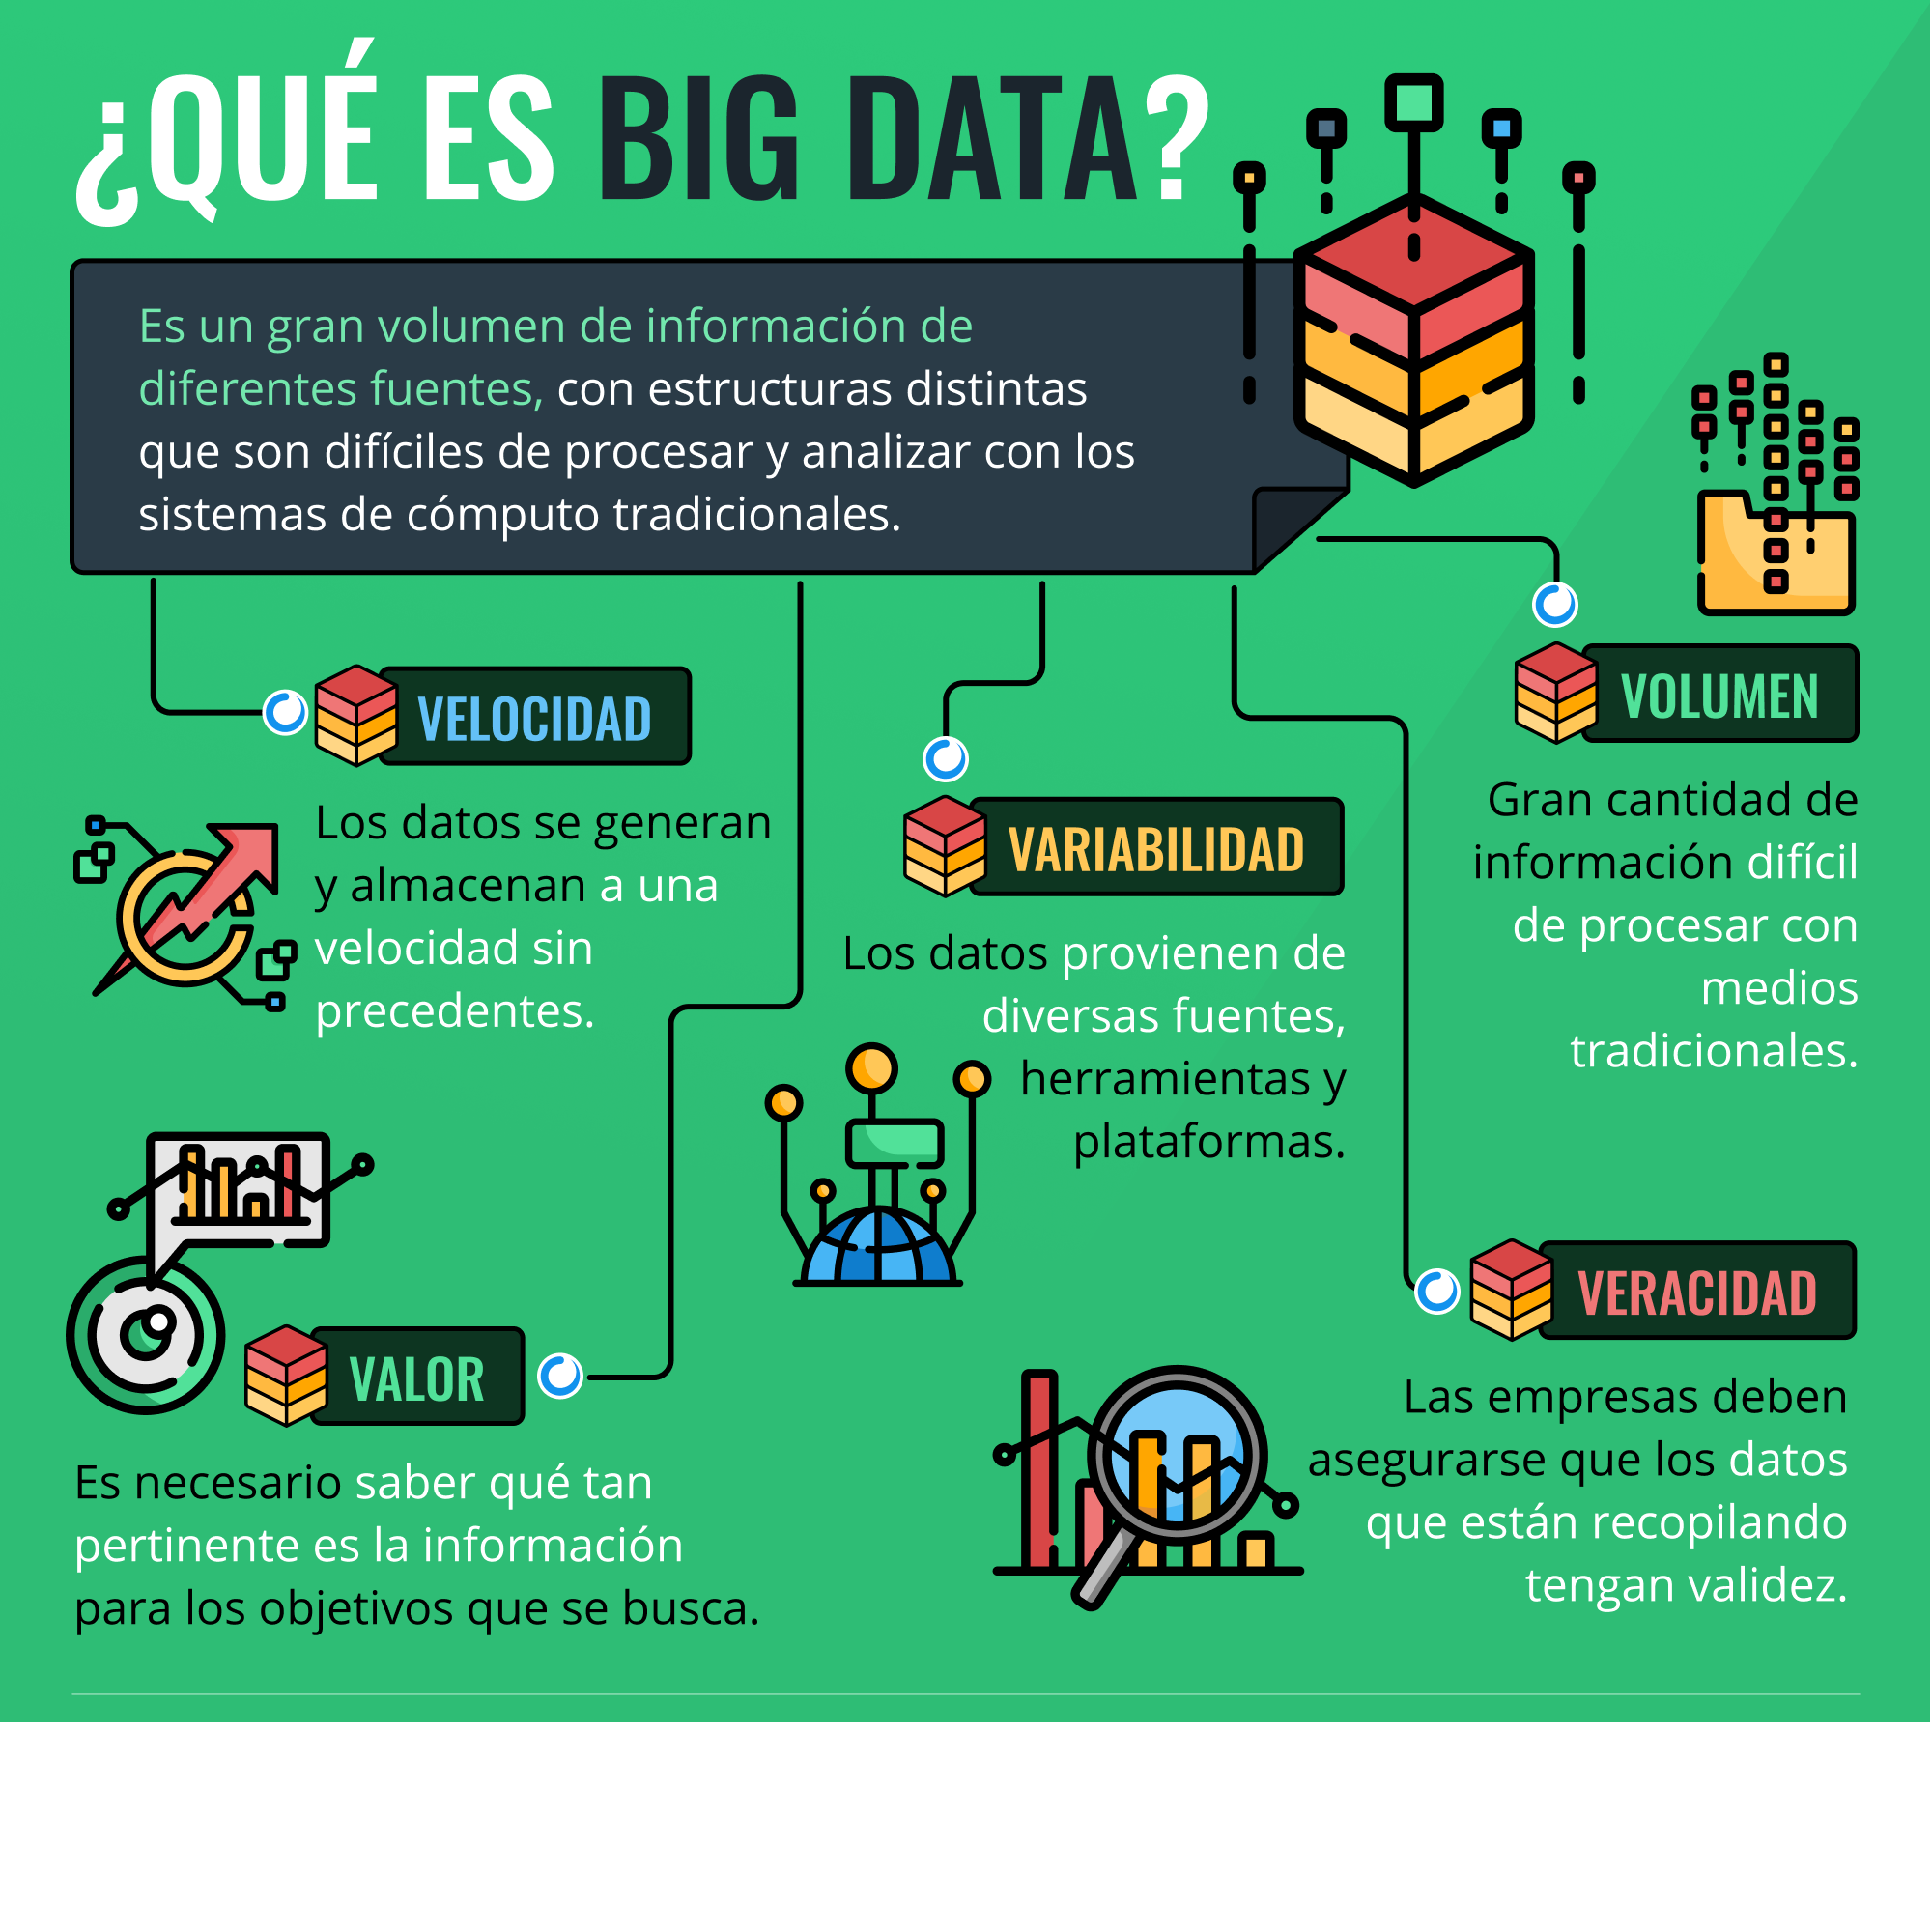 ¿QUÉ ES BIG DATA?
Es un gran volumen de información de
diferentes fuentes, con estructuras distintas
que son difíciles de procesar y analizar con los
sistemas de cómputo tradicionales.
VELOCIDAD
Los datos se generan
y almacenan a una
velocidad sin
precedentes.
VARIABILIDAD
Los datos provienen de
diversas fuentes,
herramientas y
plataformas.
VOLUMEN
Gran cantidad de
información difícil
de procesar con
medios
tradicionales.
VALOR
Es necesario saber qué tan
pertinente es la información
para los objetivos que se busca.
VERACIDAD
Las empresas deben
asegurarse que los datos
que están recopilando
tengan validez.